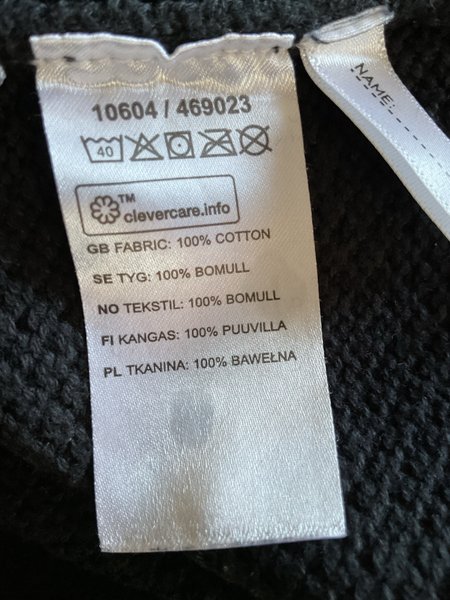 10604 / 469023
40
TM
clevercare.info
GB FABRIC: 100% COTTON
SE TYG: 100% BOMULL
NO TEKSTIL: 100% BOMULL
FI KANGAS: 100% PUUVILLA
PL TKANINA: 100% BAWEŁNA
NAME: